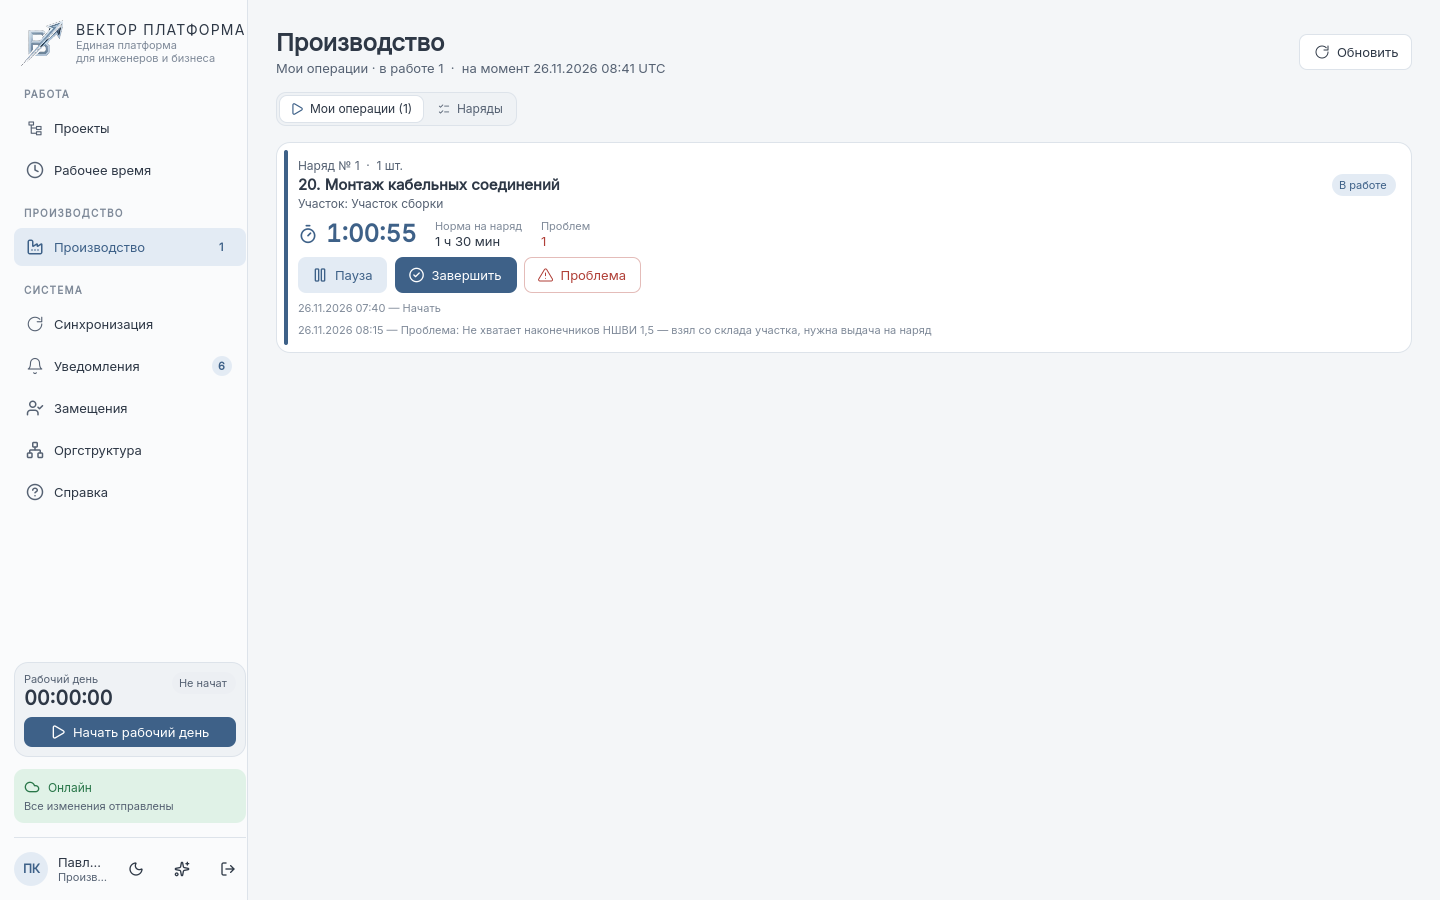 ВЕКТОР ПЛАТФОРМА
Единая платформа
для инженеров и бизнеса
РАБОТА
Проекты
Рабочее время
ПРОИЗВОДСТВО
Производство 1
СИСТЕМА
Синхронизация
Уведомления 6
Замещения
Оргструктура
Справка
Рабочий день
Не начат
00:00:00
Начать рабочий день
Онлайн
Все изменения отправлены
ПК
Павл...
Произв...
Производство
Мои операции · в работе 1 · на момент 26.11.2026 08:41 UTC
Обновить
Мои операции (1)
Наряды
Наряд № 1 · 1 шт.
20. Монтаж кабельных соединений
В работе
Участок: Участок сборки
1:00:55
Норма на наряд
1 ч 30 мин
Проблем
1
Пауза
Завершить
Проблема
26.11.2026 07:40 — Начать
26.11.2026 08:15 — Проблема: Не хватает наконечников НШВИ 1,5 — взял со склада участка, нужна выдача на наряд